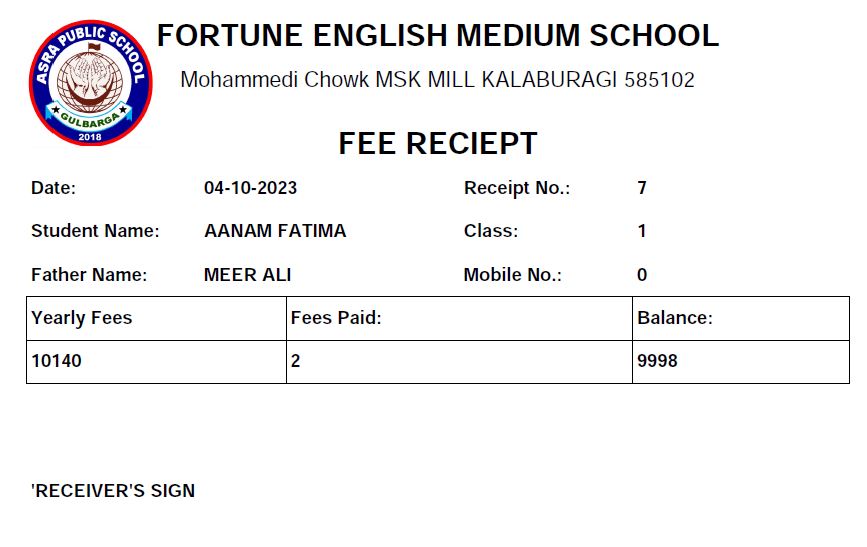 ASRA PUBLIC SCHOOL
GULBARGA
2018
FORTUNE ENGLISH MEDIUM SCHOOL
Mohammedi Chowk MSK MILL KALABURAGI 585102
FEE RECIEPT
Date: 04-10-2023 Receipt No.: 7
Student Name: AANAM FATIMA Class: 1
Father Name: MEER ALI Mobile No.: 0
Yearly Fees Fees Paid: Balance:
10140 2 9998
'RECEIVER'S SIGN